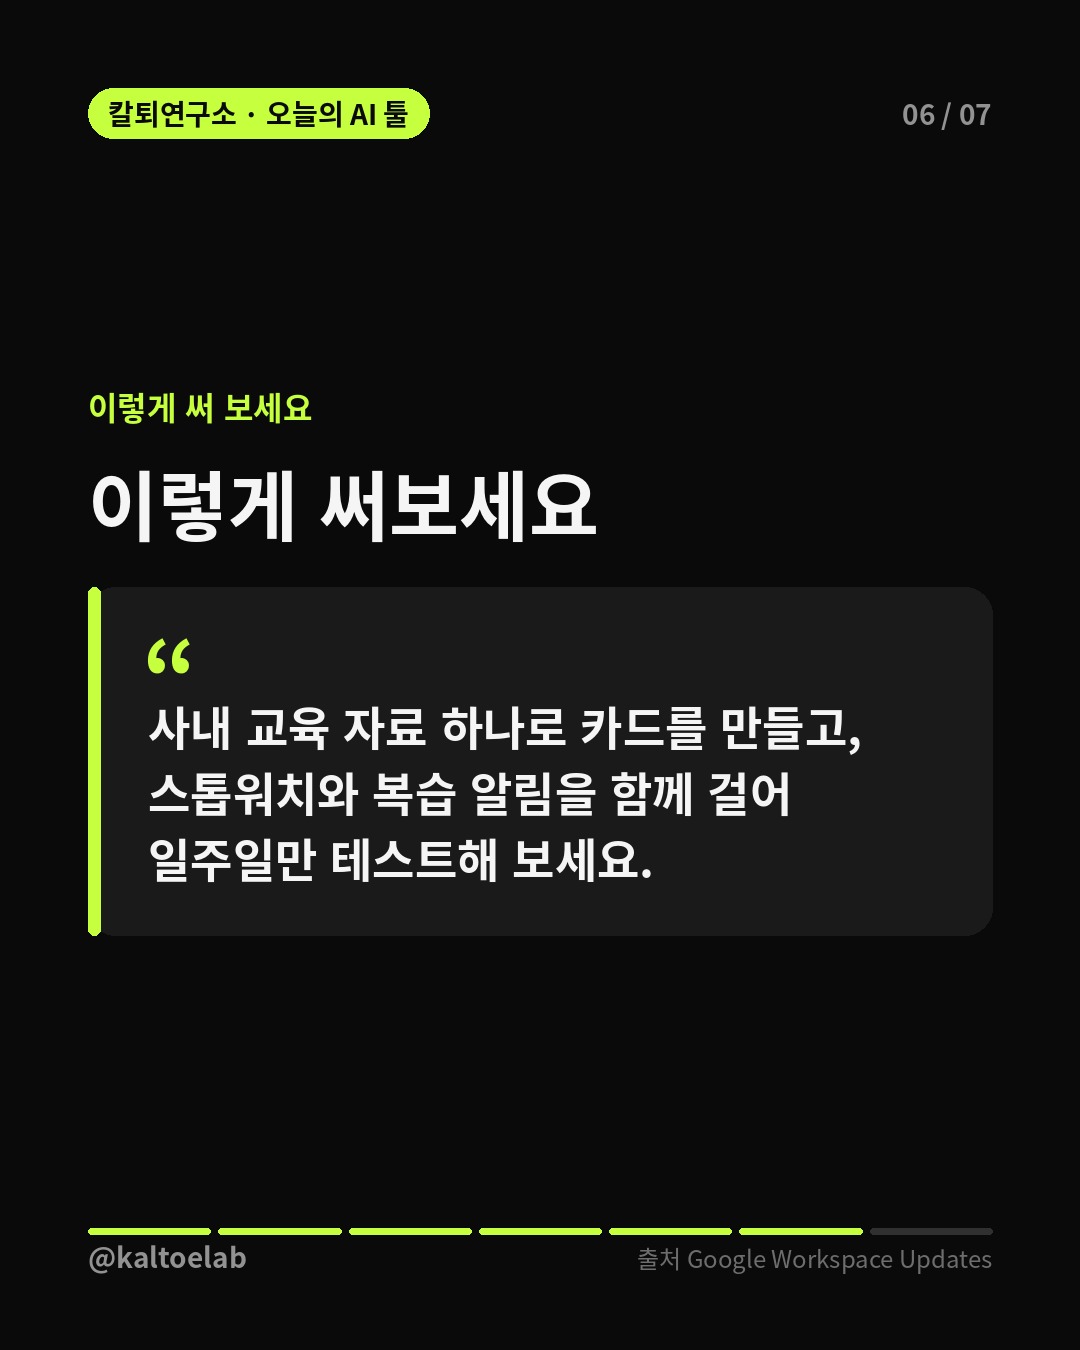 칼퇴연구소 · 오늘의 AI 툴
06 / 07
이렇게 써 보세요
이렇게 써보세요
“
사내 교육 자료 하나로 카드를 만들고,
스톱워치와 복습 알림을 함께 걸어
일주일만 테스트해 보세요.
@kaltoelab
출처 Google Workspace Updates